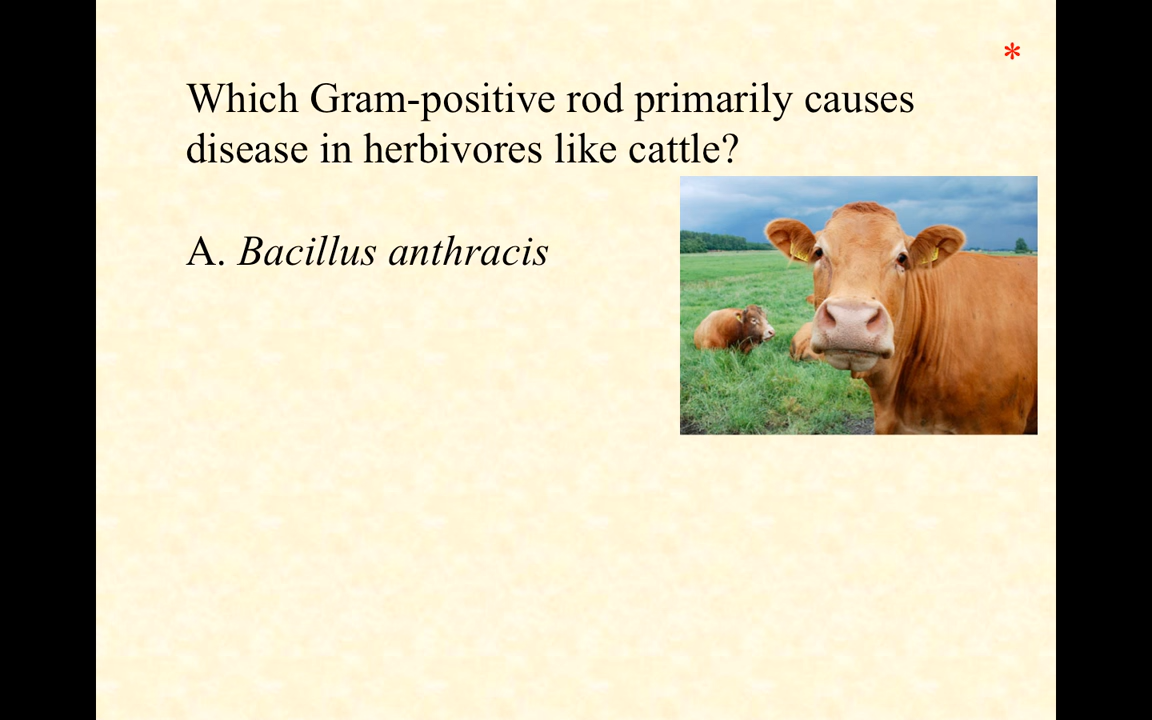 *
Which Gram-positive rod primarily causes
disease in herbivores like cattle?
A. Bacillus anthracis